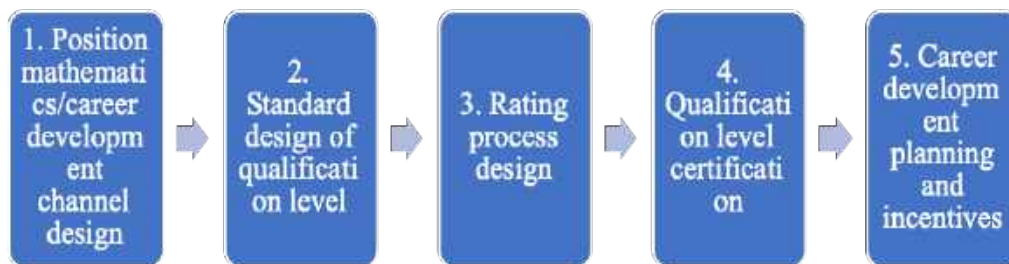 1. Position
mathemati
cs/career
developm
ent
channel
design
2.
Standard
design of
qualificati
on level
3. Rating
process
design
4.
Qualificati
on level
certificati
on
5. Career
developm
ent
planning
and
incentives